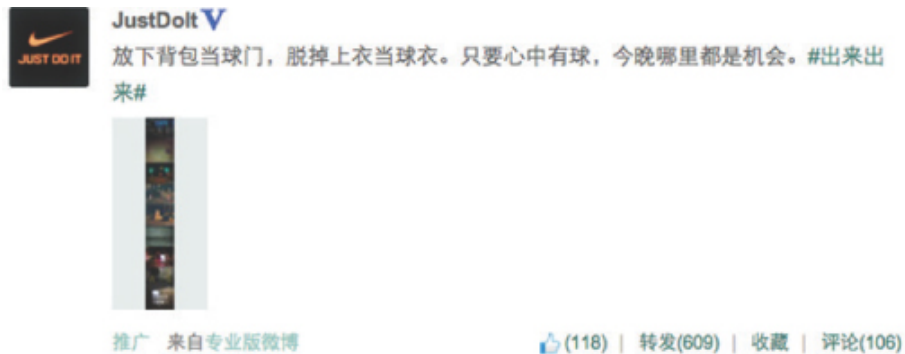 JustDoIt V
JUST DO IT
放下背包当球门，脱掉上衣当球衣。只要心中有球，今晚哪里都是机会。#出来出
来#
推广 来自专业版微博 (118) | 转发(609) | 收藏 | 评论(106)